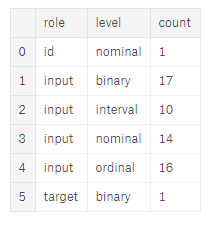 role level count
0 id nominal 1
1 input binary 17
2 input interval 10
3 input nominal 14
4 input ordinal 16
5 target binary 1